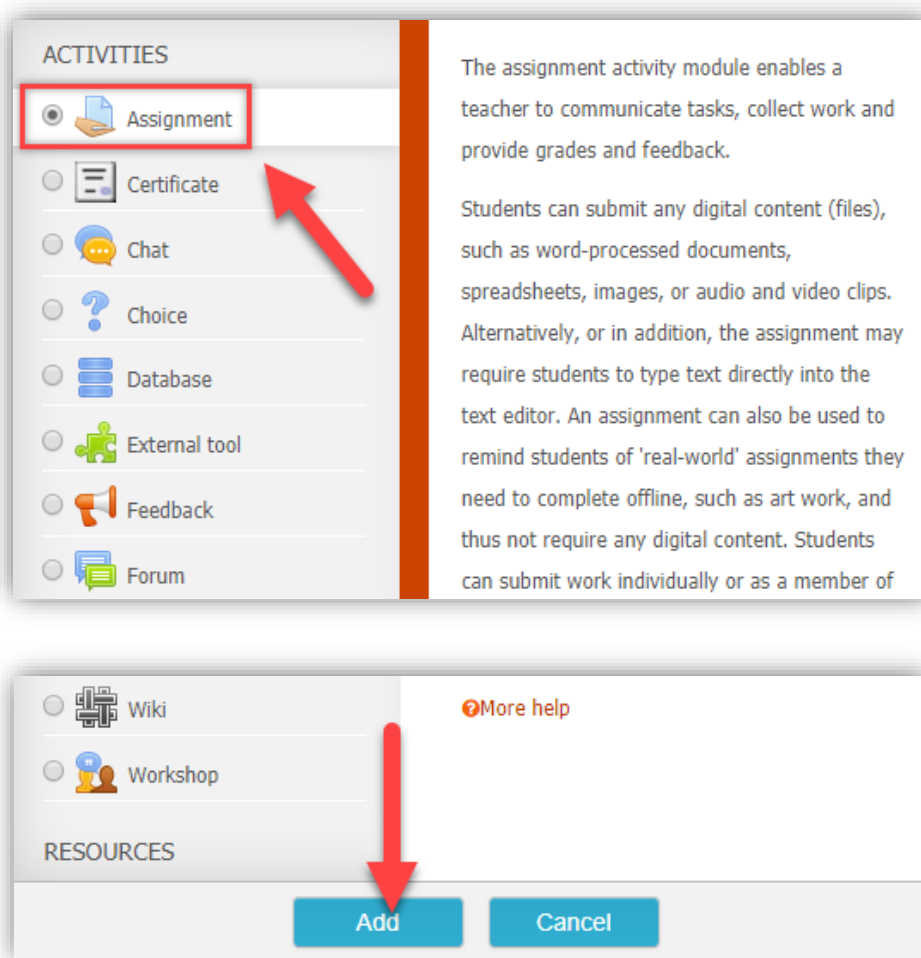 ACTIVITIES
Assignment
Certificate
Chat
Choice
Database
External tool
Feedback
Forum
The assignment activity module enables a
teacher to communicate tasks, collect work and
provide grades and feedback.
Students can submit any digital content (files),
such as word-processed documents,
spreadsheets, images, or audio and video clips.
Alternatively, or in addition, the assignment may
require students to type text directly into the
text editor. An assignment can also be used to
remind students of 'real-world' assignments they
need to complete offline, such as art work, and
thus not require any digital content. Students
can submit work individually or as a member of
Wiki
Workshop
RESOURCES
More help
Add
Cancel